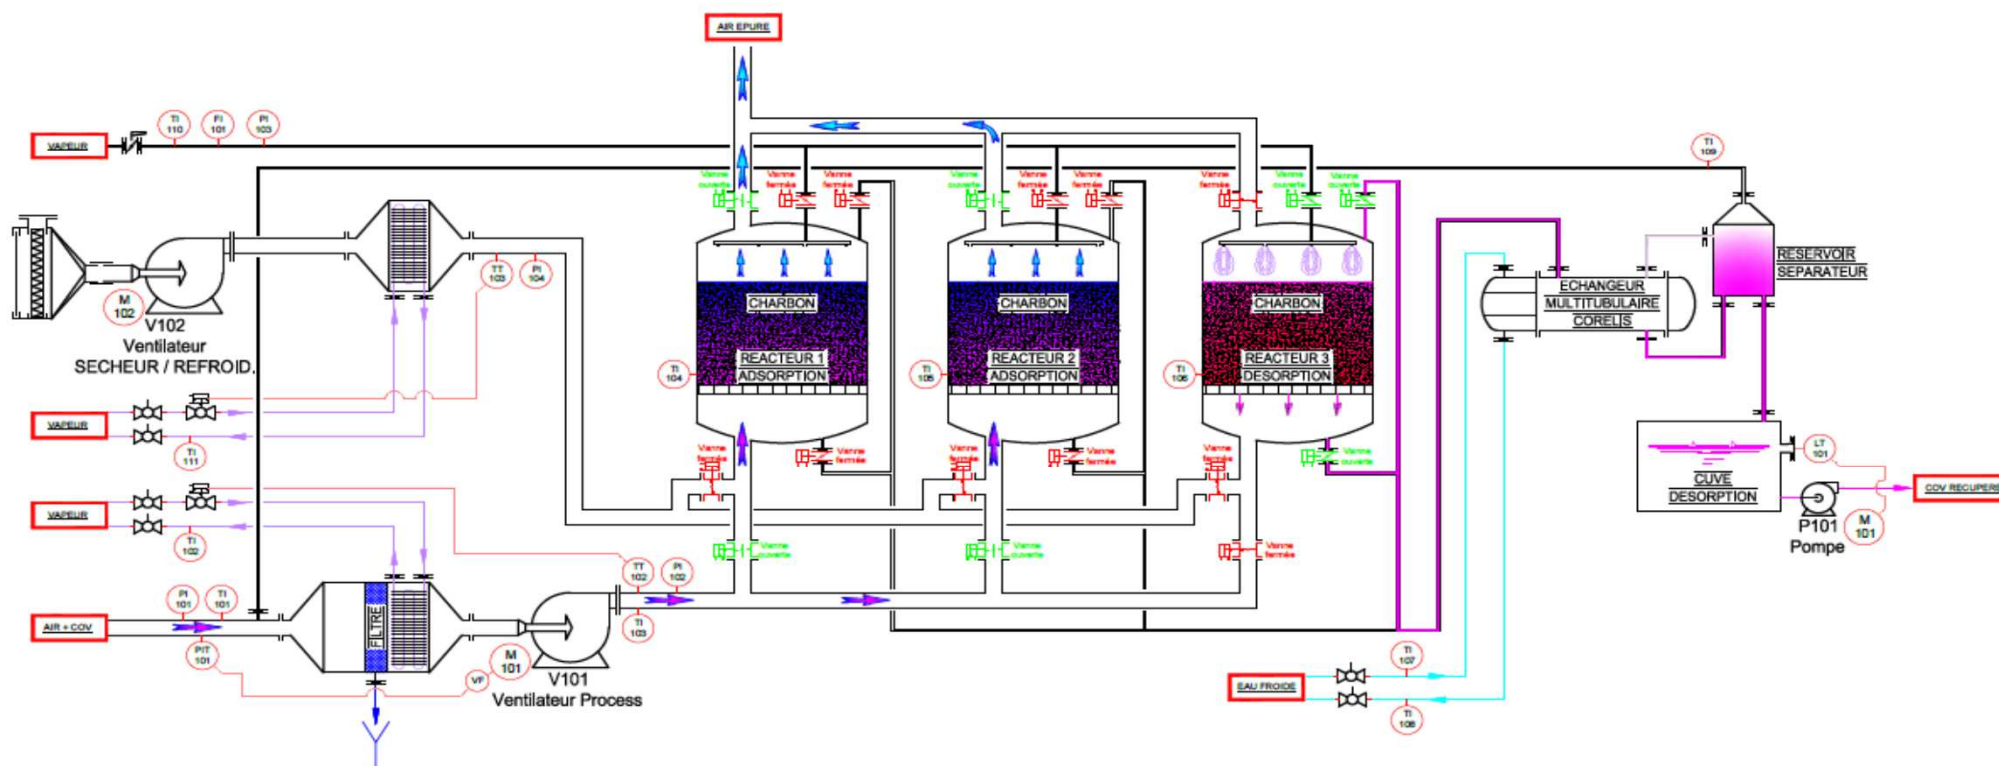 AIR EPURE
VAPEUR
TI
110
FI
101
PI
103
TI
109
Vanne
ouverte
Vanne
fermée
Vanne
fermée
Vanne
ouverte
Vanne
fermée
Vanne
fermée
Vanne
fermée
Vanne
ouverte
Vanne
ouverte
M
102
V102
Ventilateur
SECHEUR / REFROID.
TT
103
PI
104
CHARBON
REACTEUR 1
ADSORPTION
TI
104
CHARBON
REACTEUR 2
ADSORPTION
TI
105
CHARBON
REACTEUR 3
DESORPTION
TI
106
ECHANGEUR
MULTITUBULAIRE
CORELIS
RESERVOIR
SEPARATEUR
VAPEUR
TI
111
VAPEUR
TI
102
Vanne
fermée
Vanne
fermée
Vanne
fermée
Vanne
fermée
Vanne
fermée
Vanne
ouverte
CUVE
DESORPTION
LT
101
P101
Pompe
M
101
COV RECUPERE
Vanne
ouverte
Vanne
ouverte
Vanne
fermée
AIR + COV
PI
101
TI
101
PIT
101
FILTRE
VF
M
101
V101
Ventilateur Process
TT
102
PI
102
TI
103
EAU FROIDE
TI
107
TI
108